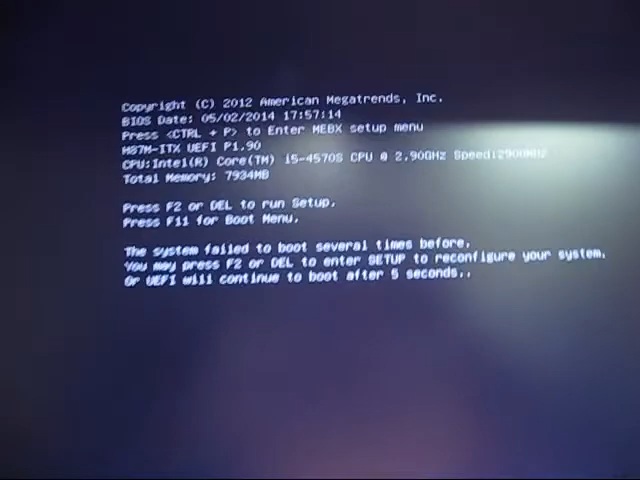 Copyright (C) 2012 American Megatrends, Inc.
BIOS Date: 05/02/2014 17:57:14
Press <CTRL + P> to Enter MEBX setup menu
H87M-ITX UEFI P1.90
CPU:Intel(R) Core(TM) i5-4570S CPU @ 2.90GHz Speed:2900MHz
Total Memory: 7934MB
Press F2 or DEL to run Setup.
Press F11 for Boot Menu.
The system failed to boot several times before.
You may press F2 or DEL to enter SETUP to reconfigure your system.
Or UEFI will continue to boot after 5 seconds..